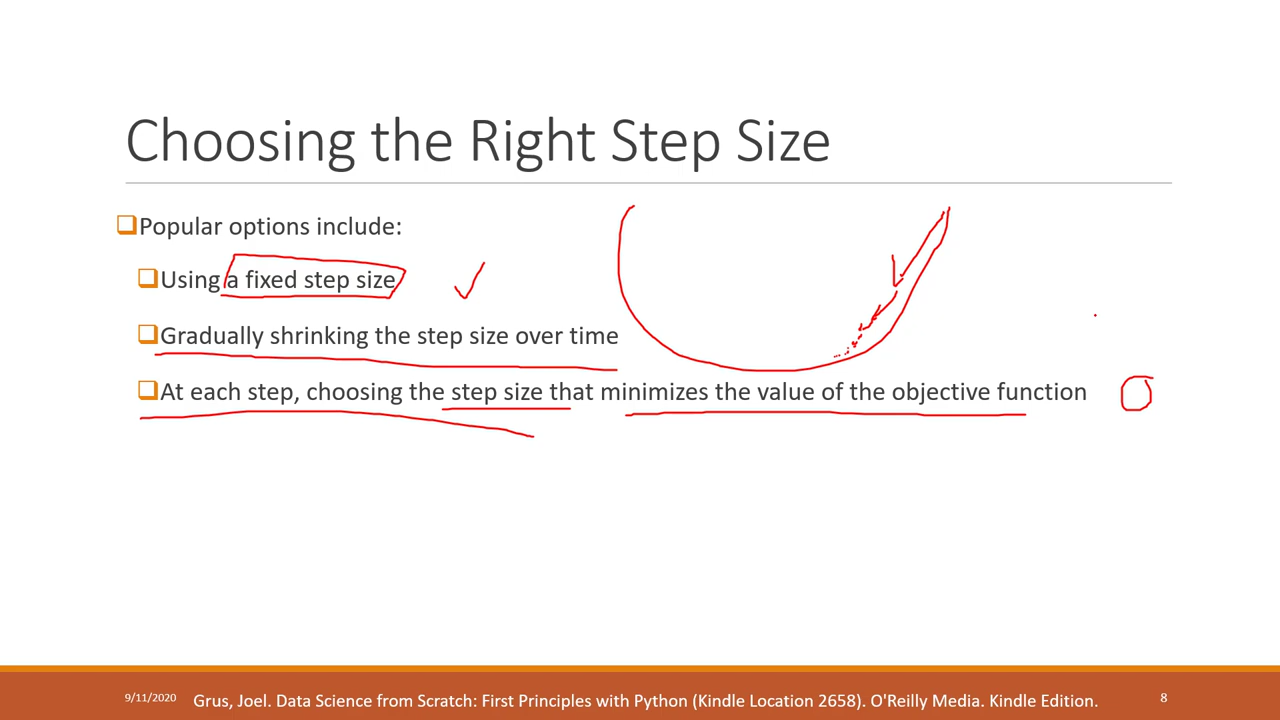 Choosing the Right Step Size
Popular options include:
Using a fixed step size
Gradually shrinking the step size over time
At each step, choosing the step size that minimizes the value of the objective function
9/11/2020
Grus, Joel. Data Science from Scratch: First Principles with Python (Kindle Location 2658). O'Reilly Media. Kindle Edition.
8